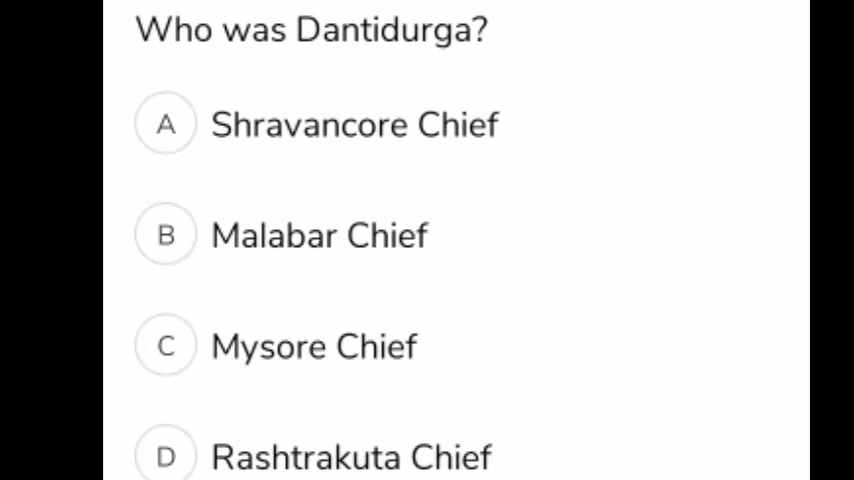 Who was Dantidurga?
A Shravancore Chief
B Malabar Chief
C Mysore Chief
D Rashtrakuta Chief